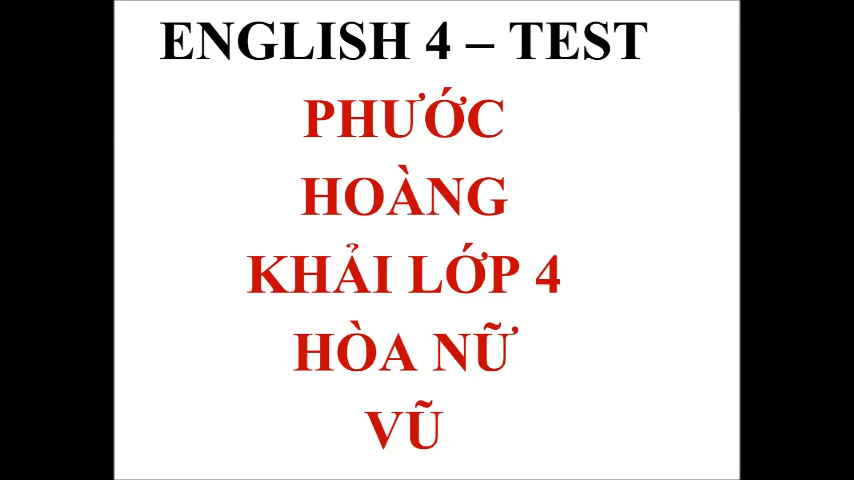 ENGLISH 4 – TEST
PHƯỚC
HOÀNG
KHẢI LỚP 4
HÒA NỮ
VŨ